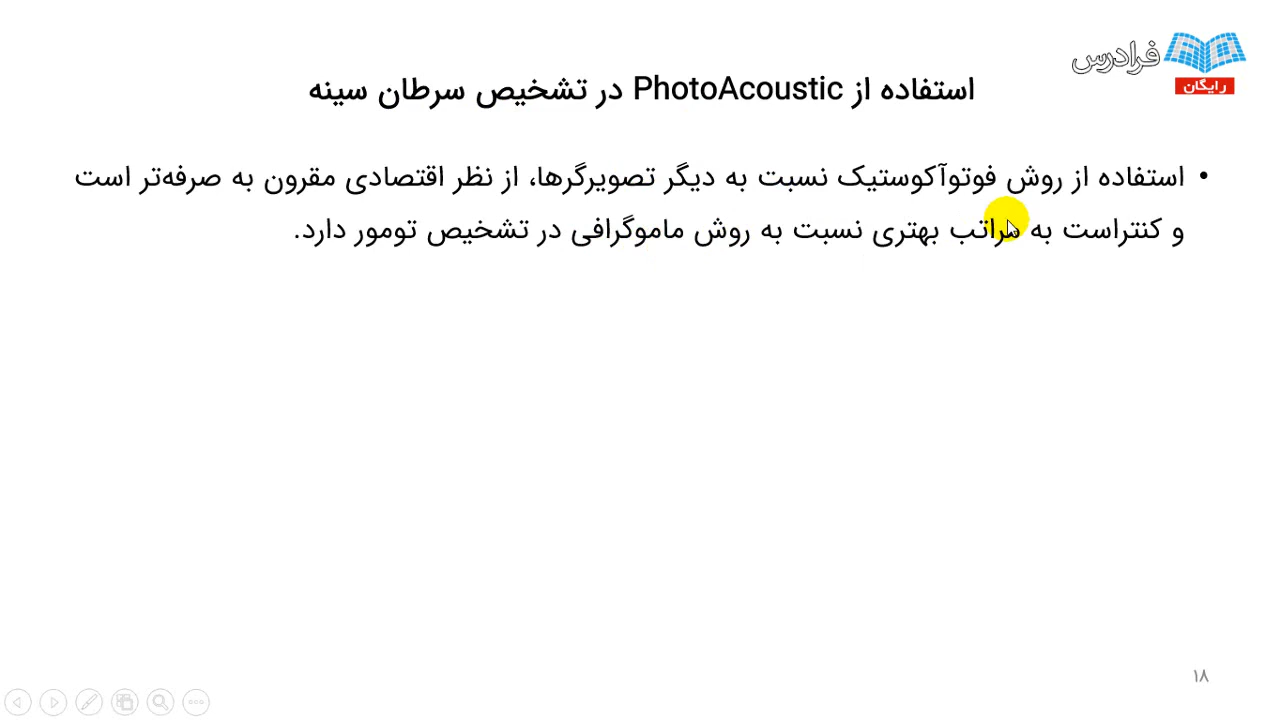 فرادرس
رایگان
استفاده از PhotoAcoustic در تشخیص سرطان سینه
• استفاده از روش فوتوآکوستیک نسبت به دیگر تصویرگرها، از نظر اقتصادی مقرون به صرفه‌تر است
و کنتراست به مراتب بهتری نسبت به روش ماموگرافی در تشخیص تومور دارد.
۱۸